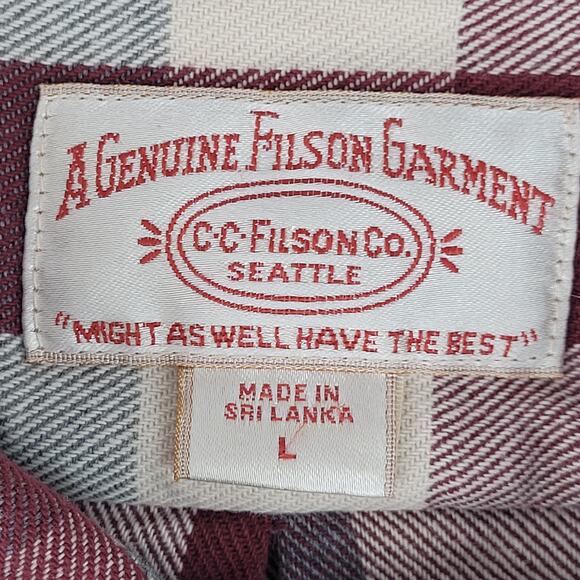 A GENUINE FILSON GARMENT
C·C·FILSON CO.
SEATTLE
"MIGHT AS WELL HAVE THE BEST"
MADE IN
SRI LANKA
L